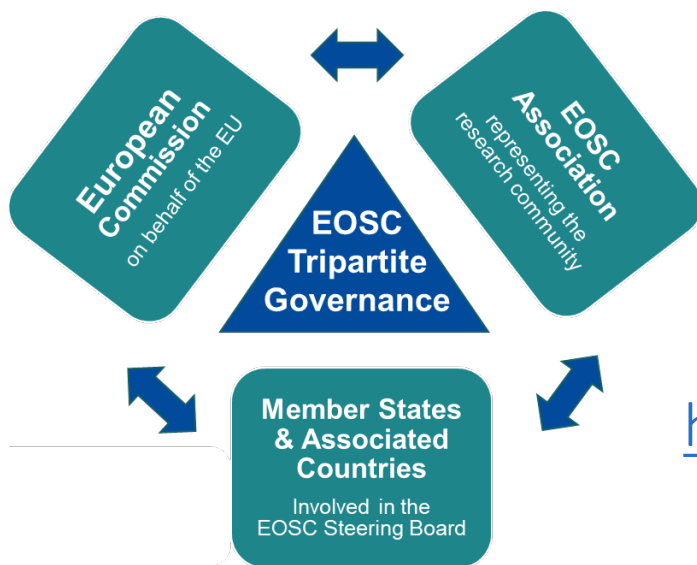 European
Commission
on behalf of the EU
EOSC
Association
representing the
research community
EOSC
Tripartite
Governance
Member States
& Associated
Countries
Involved in the
EOSC Steering Board
h